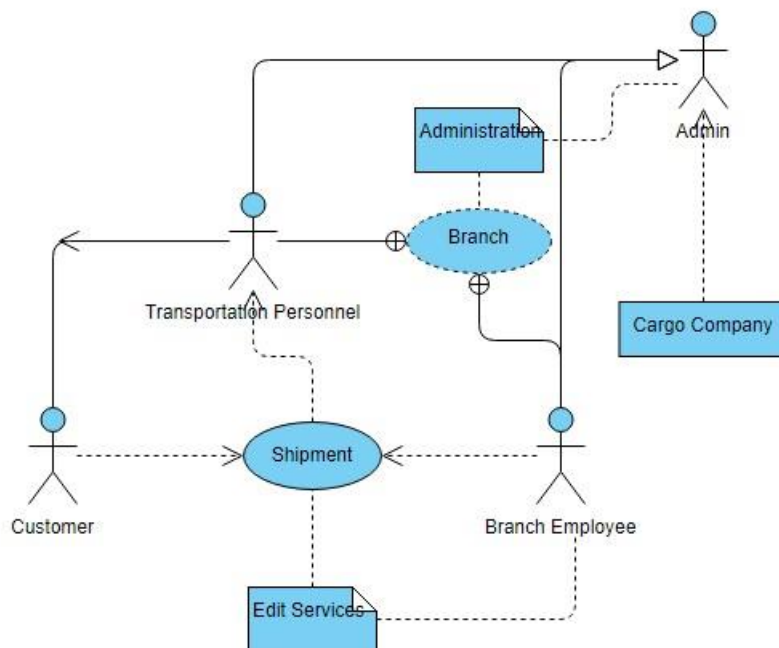 Administration
Admin
Branch
Transportation Personnel
Cargo Company
Shipment
Customer
Branch Employee
Edit Services